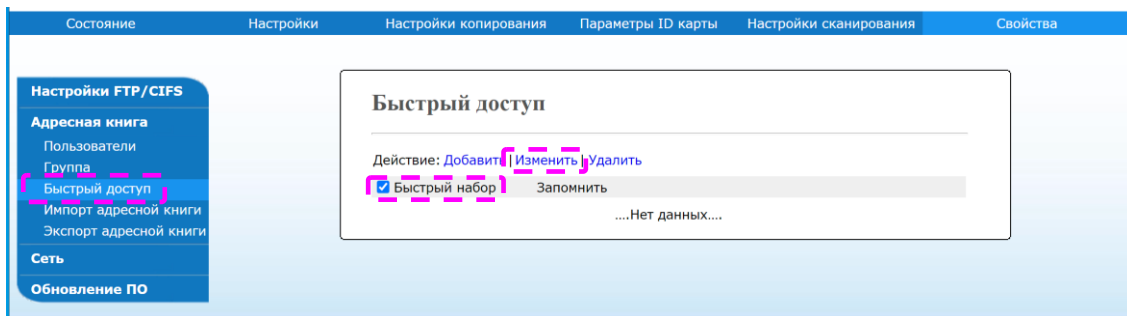 Состояние Настройки Настройки копирования Параметры ID карты Настройки сканирования Свойства
Настройки FTP/CIFS
Адресная книга
Пользователи
Группа
Быстрый доступ
Импорт адресной книги
Экспорт адресной книги
Сеть
Обновление ПО
Быстрый доступ
Действие: Добавить | Изменить | Удалить
Быстрый набор Запомнить
....Нет данных....